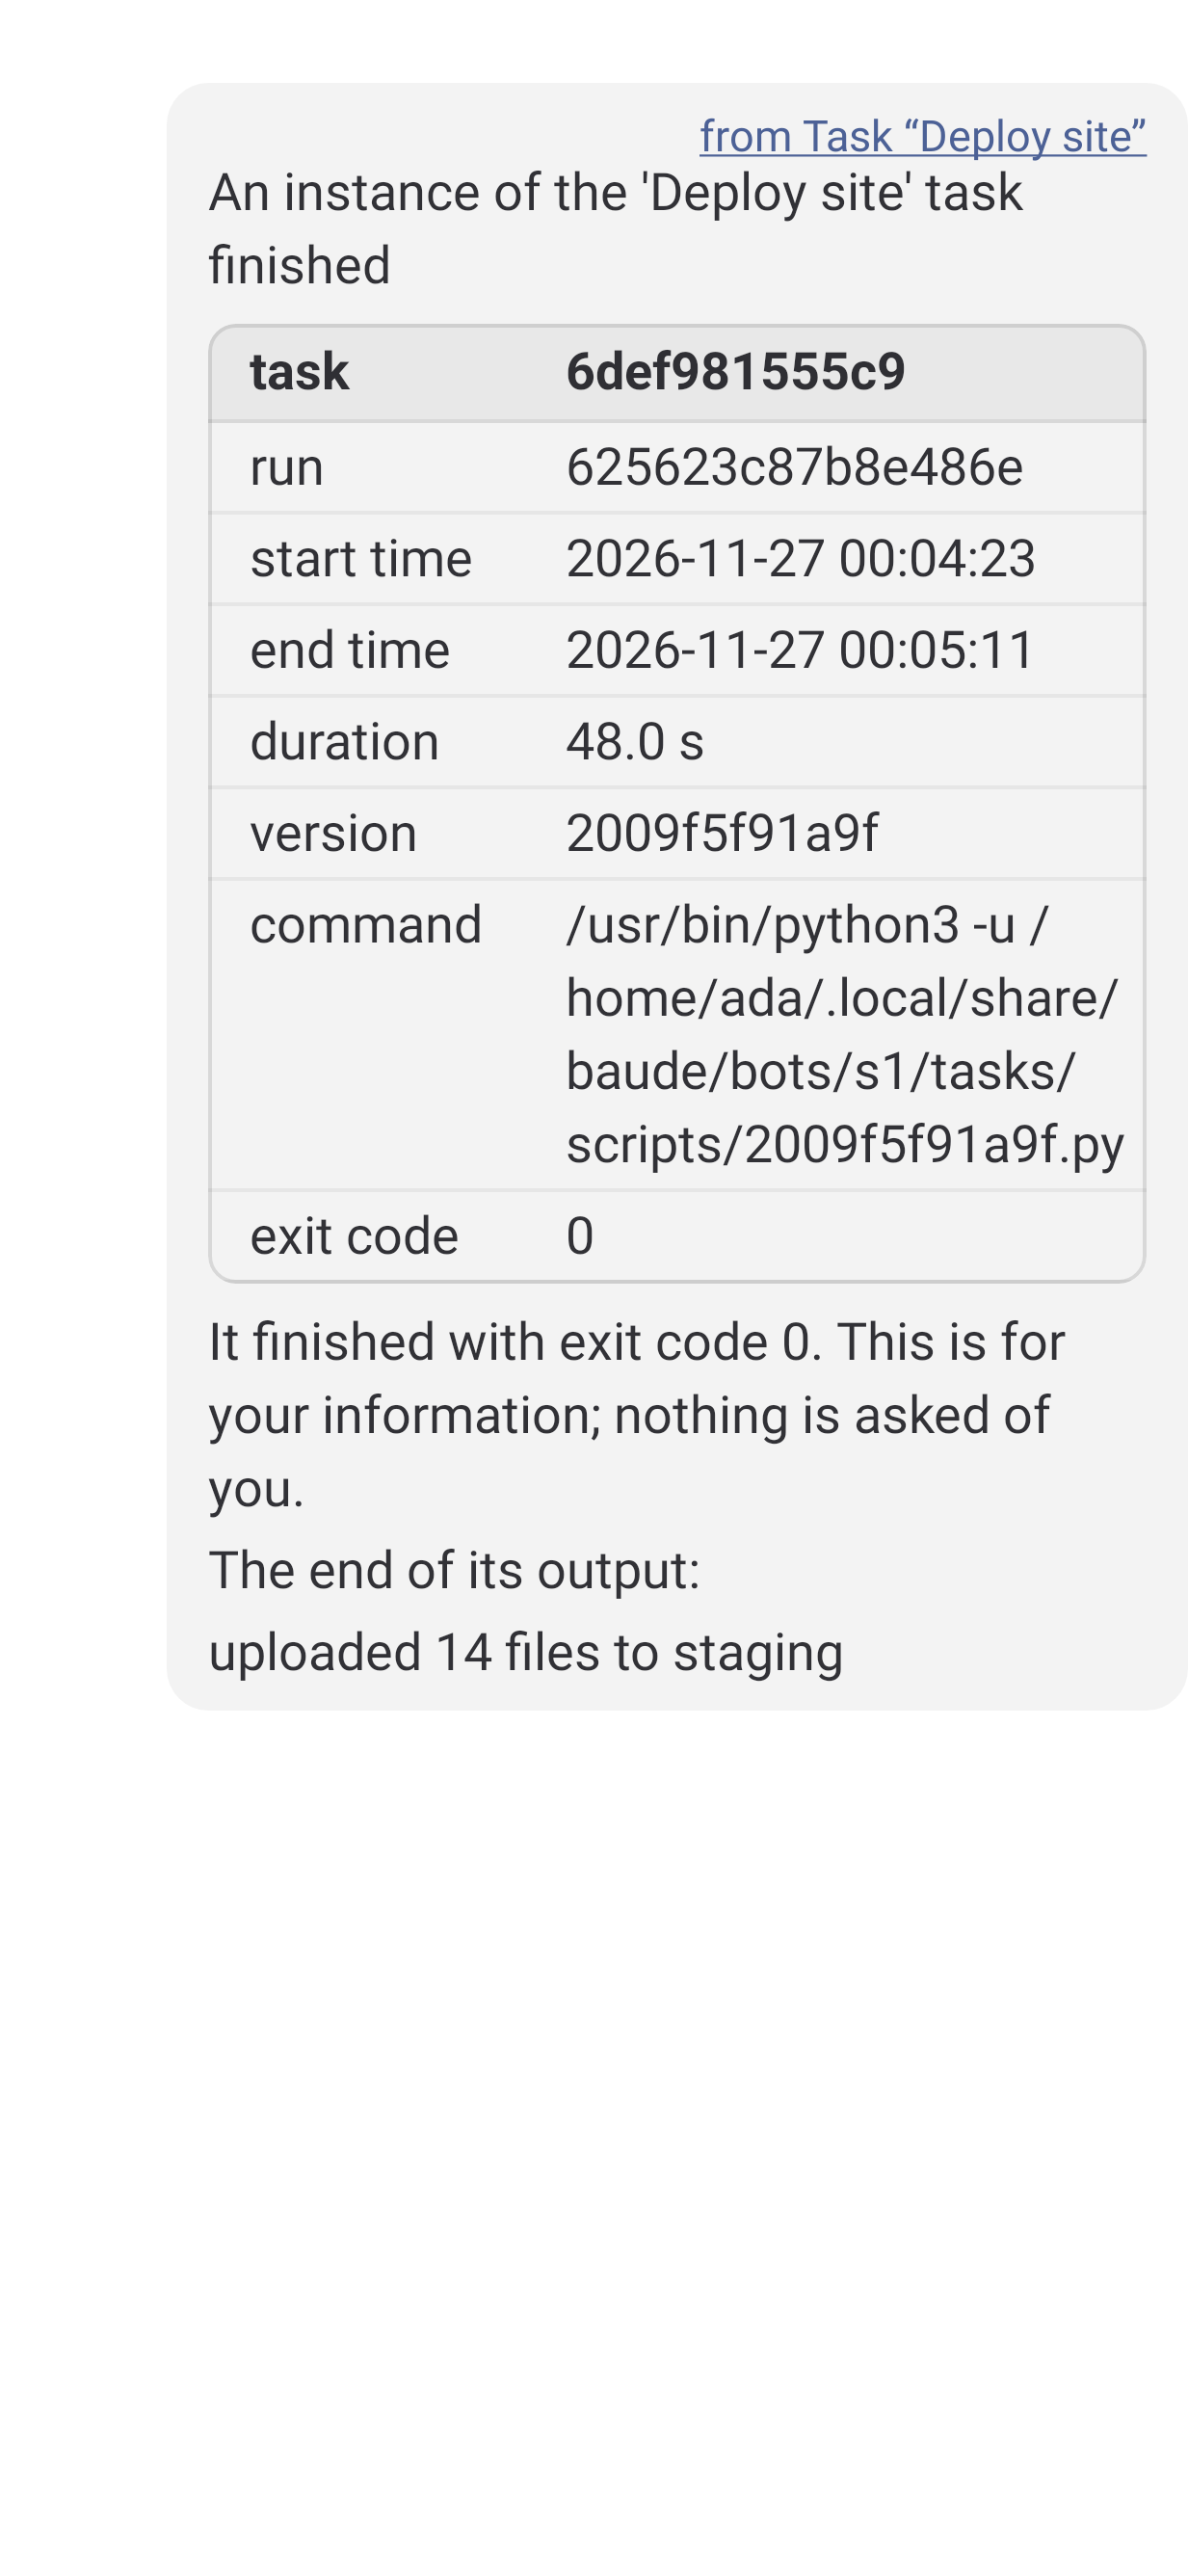 from Task “Deploy site”
An instance of the 'Deploy site' task
finished
task 6def981555c9
run 625623c87b8e486e
start time 2026-11-27 00:04:23
end time 2026-11-27 00:05:11
duration 48.0 s
version 2009f5f91a9f
command /usr/bin/python3 -u /
home/ada/.local/share/
baude/bots/s1/tasks/
scripts/2009f5f91a9f.py
exit code 0
It finished with exit code 0. This is for
your information; nothing is asked of
you.
The end of its output:
uploaded 14 files to staging